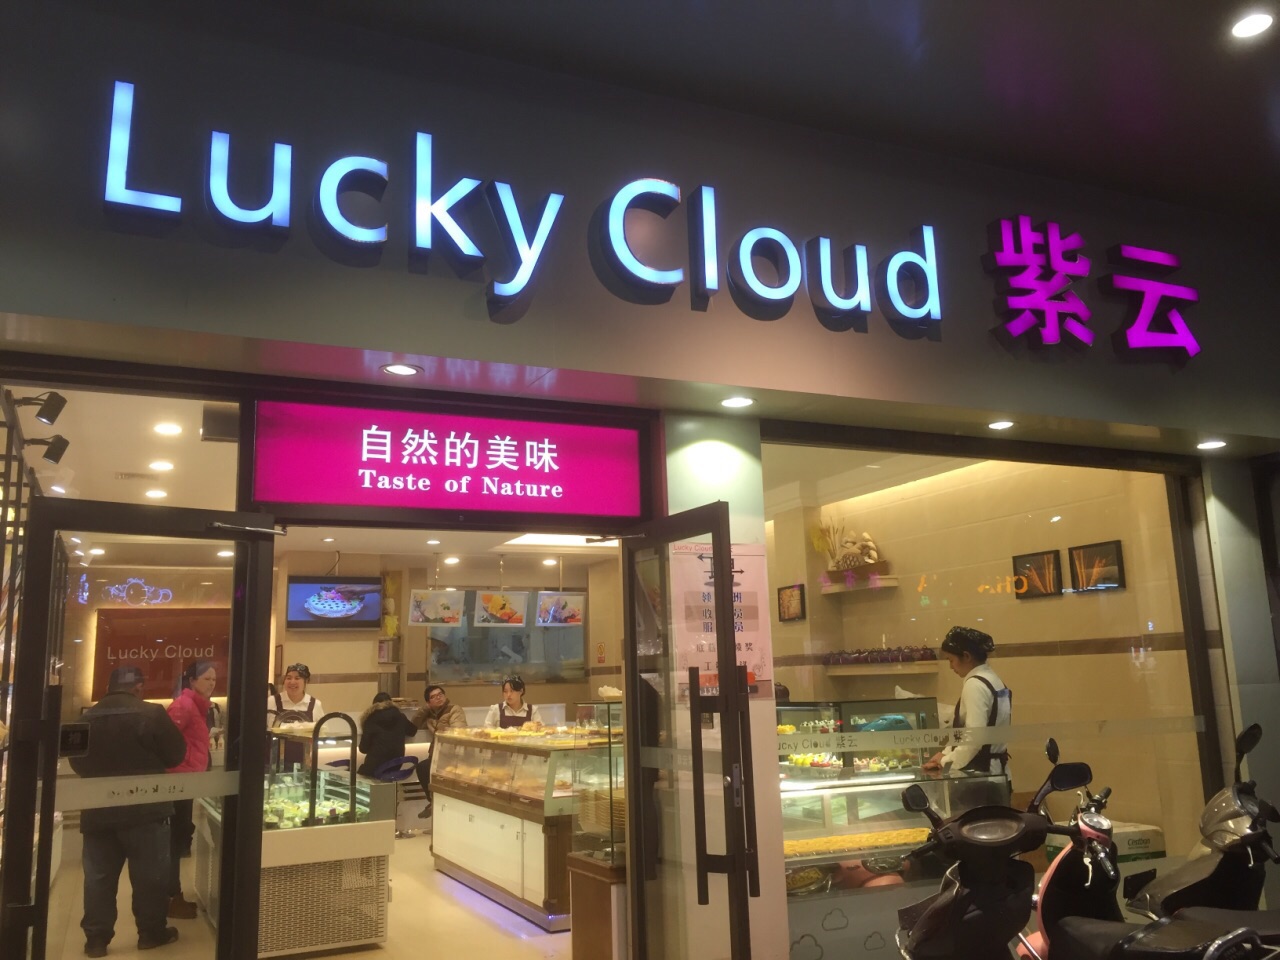 Lucky Cloud 紫云
自然的美味
Taste of Nature
Lucky Cloud
Lucky Cloud 紫云
Lucky Cloud